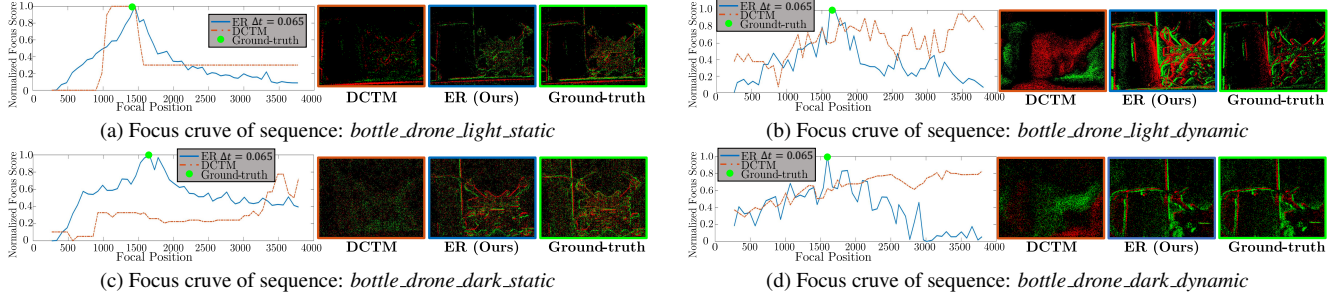 Normalized Focus Score
1.0
0.8
0.6
0.4
0.2
0
0 500 1000 1500 2000 2500 3000 3500
Focal Position
ER Δt = 0.065
DCTM
Ground-truth
DCTM ER (Ours) Ground-truth
(a) Focus cruve of sequence: bottle_drone_light_static
Normalized Focus Score
1.0
0.8
0.6
0.4
0.2
0
0 500 1000 1500 2000 2500 3000 3500 4000
Focal Position
ER Δt = 0.065
DCTM
Ground-truth
DCTM ER (Ours) Ground-truth
(b) Focus cruve of sequence: bottle_drone_light_dynamic
Normalized Focus Score
1.0
0.8
0.6
0.4
0.2
0
0 500 1000 1500 2000 2500 3000 3500 4000
Focal Position
ER Δt = 0.065
DCTM
Ground-truth
DCTM ER (Ours) Ground-truth
(c) Focus cruve of sequence: bottle_drone_dark_static
Normalized Focus Score
1.0
0.8
0.6
0.4
0.2
0
0 500 1000 1500 2000 2500 3000 3500 4000
Focal Position
ER Δt = 0.065
DCTM
Ground-truth
DCTM ER (Ours) Ground-truth
(d) Focus cruve of sequence: bottle_drone_dark_dynamic